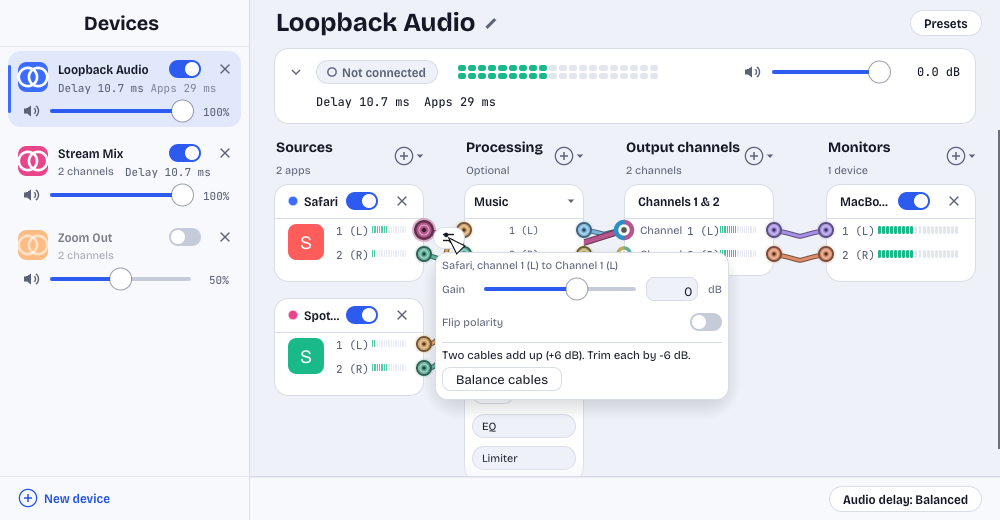 Devices
Loopback Audio
Delay 10.7 ms Apps 29 ms
100%
Stream Mix
2 channels Delay 10.7 ms
100%
Zoom Out
2 channels
50%
New device
Loopback Audio
Presets
Not connected
0.0 dB
Delay 10.7 ms Apps 29 ms
Sources
2 apps
Processing
Optional
Output channels
2 channels
Monitors
1 device
Safari
S
1 (L)
2 (R)
Spot...
S
1 (L)
2 (R)
Music
1 (L)
Channels 1 & 2
Channel 1 (L)
MacBo...
1 (L)
2 (R)
Safari, channel 1 (L) to Channel 1 (L)
Gain
0
dB
Flip polarity
Two cables add up (+6 dB). Trim each by -6 dB.
Balance cables
EQ
Limiter
Audio delay: Balanced